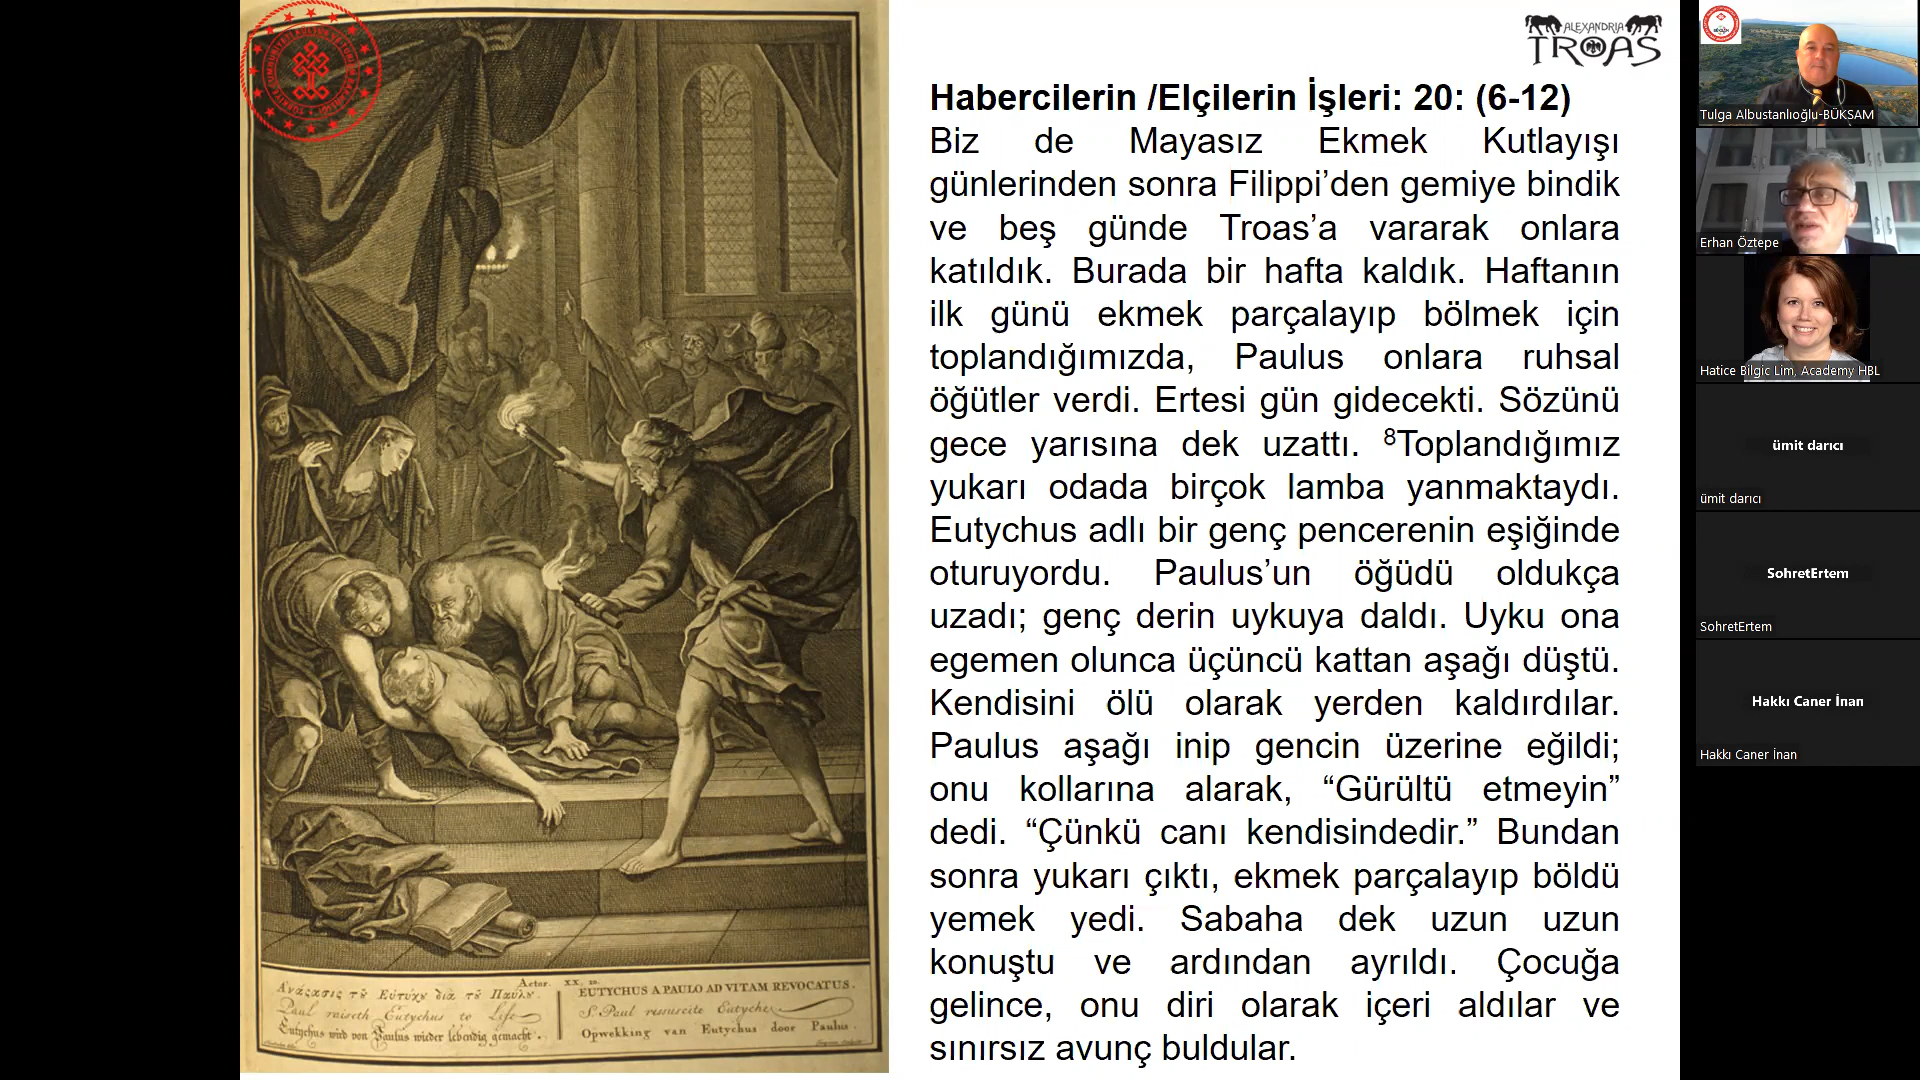 ALEXANDRIA
TROAS
Habercilerin /Elçilerin İşleri: 20: (6-12)
Biz de Mayasız Ekmek Kutlayışı
günlerinden sonra Filippi’den gemiye bindik
ve beş günde Troas’a vararak onlara
katıldık. Burada bir hafta kaldık. Haftanın
ilk günü ekmek parçalayıp bölmek için
toplandığımızda, Paulus onlara ruhsal
öğütler verdi. Ertesi gün gidecekti. Sözünü
gece yarısına dek uzattı. ⁸Toplandığımız
yukarı odada birçok lamba yanmaktaydı.
Eutychus adlı bir genç pencerenin eşiğinde
oturuyordu. Paulus’un öğüdü oldukça
uzadı; genç derin uykuya daldı. Uyku ona
egemen olunca üçüncü kattan aşağı düştü.
Kendisini ölü olarak yerden kaldırdılar.
Paulus aşağı inip gencin üzerine eğildi;
onu kollarına alarak, “Gürültü etmeyin”
dedi. “Çünkü canı kendisindedir.” Bundan
sonra yukarı çıktı, ekmek parçalayıp böldü
yemek yedi. Sabaha dek uzun uzun
konuştu ve ardından ayrıldı. Çocuğa
gelince, onu diri olarak içeri aldılar ve
sınırsız avunç buldular.
Actor. XX.
Paul raiseth Eutychus to Life
Eutychus wird von Paulus wieder lebendig gemacht.
EUTYCHUS A PAULO AD VITAM REVOCATUS.
St. Paul ressuscite Eutyche
Opwekking van Eutychus door Paulus.
Tulga Albustanlıoğlu-BÜKSAM
Erhan Öztepe
Hatice Bilgic Lim, Academy HBL
ümit darıcı
ümit darıcı
SohretErtem
SohretErtem
Hakkı Caner İnan
Hakkı Caner İnan